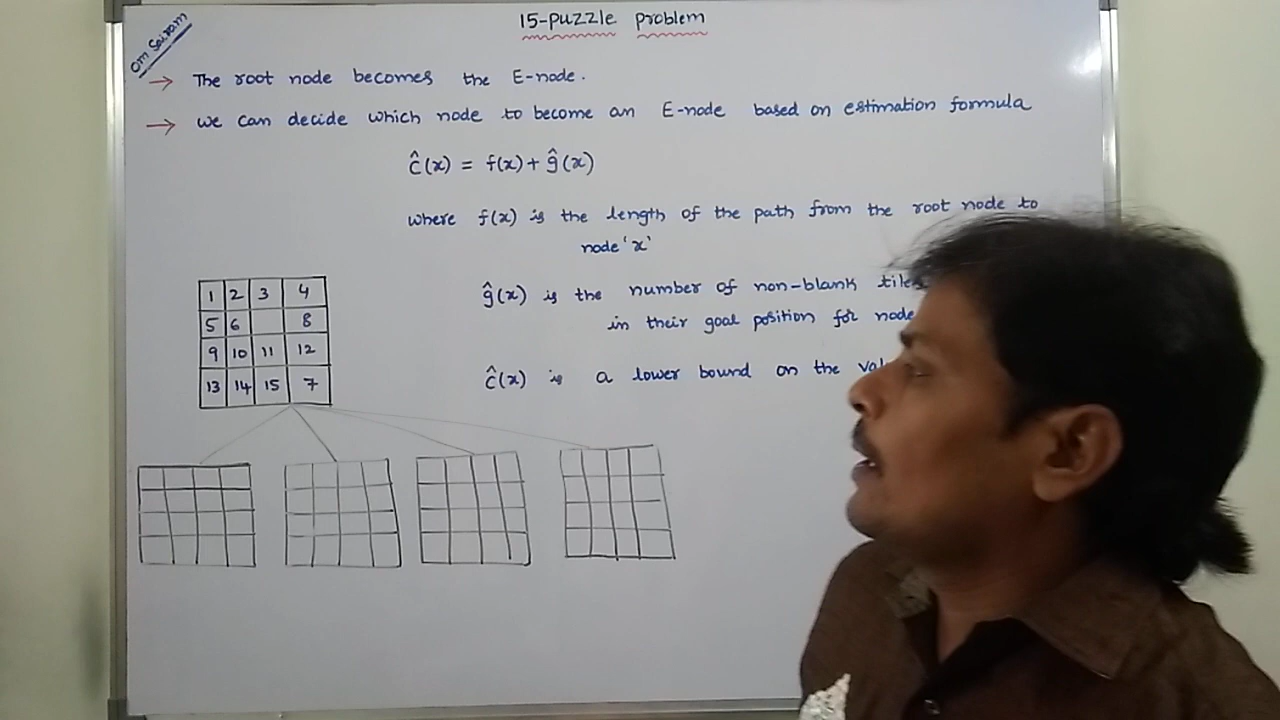 Om Sairam
15-puzzle problem
→ The root node becomes the E-node.
→ we can decide which node to become an E-node based on estimation formula
ĉ(x) = f(x) + ĝ(x)
where f(x) is the length of the path from the root node to
node 'x'
ĝ(x) is the number of non-blank
in their goal position for node
ĉ(x) is a lower bound on the
1 2 3 4
5 6 8
9 10 11 12
13 14 15 7